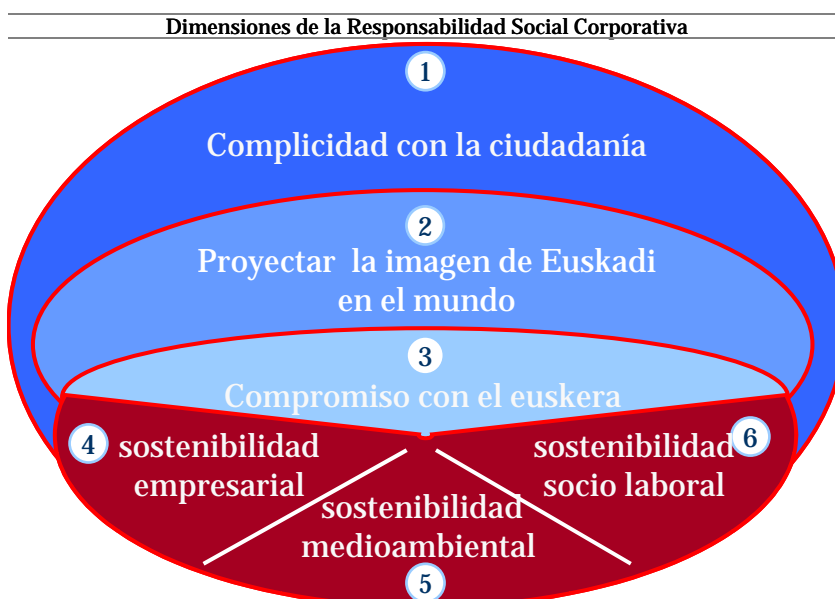 Dimensiones de la Responsabilidad Social Corporativa
1
Complicidad con la ciudadanía
2
Proyectar la imagen de Euskadi
en el mundo
3
Compromiso con el euskera
4
sostenibilidad
empresarial
sostenibilidad
medioambiental
5
sostenibilidad
socio laboral
6